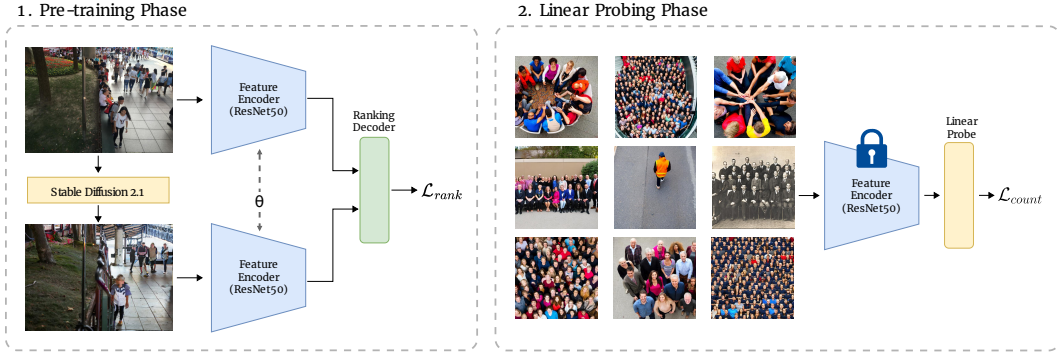 1. Pre-training Phase
Feature
Encoder
(ResNet50)
Ranking
Decoder
Stable Diffusion 2.1
θ
ℒrank
Feature
Encoder
(ResNet50)
2. Linear Probing Phase
Feature
Encoder
(ResNet50)
Linear
Probe
ℒcount